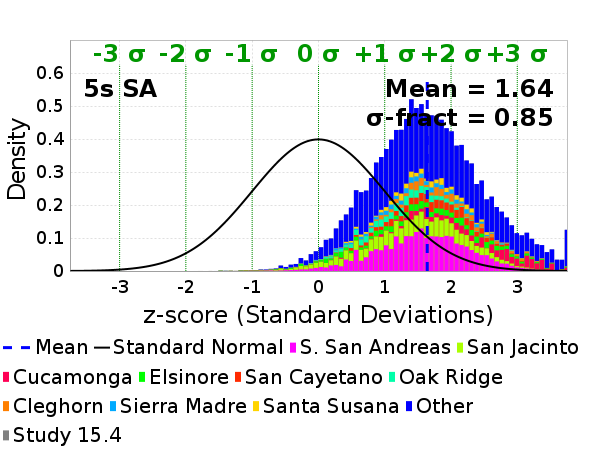 -3 σ -2 σ -1 σ 0 σ +1 σ +2 σ +3 σ
5s SA
Mean = 1.64
σ-fract = 0.85
0.6
0.5
0.4
0.3
0.2
0.1
0
Density
-3 -2 -1 0 1 2 3
z-score (Standard Deviations)
Mean Standard Normal S. San Andreas San Jacinto
Cucamonga Elsinore San Cayetano Oak Ridge
Cleghorn Sierra Madre Santa Susana Other
Study 15.4